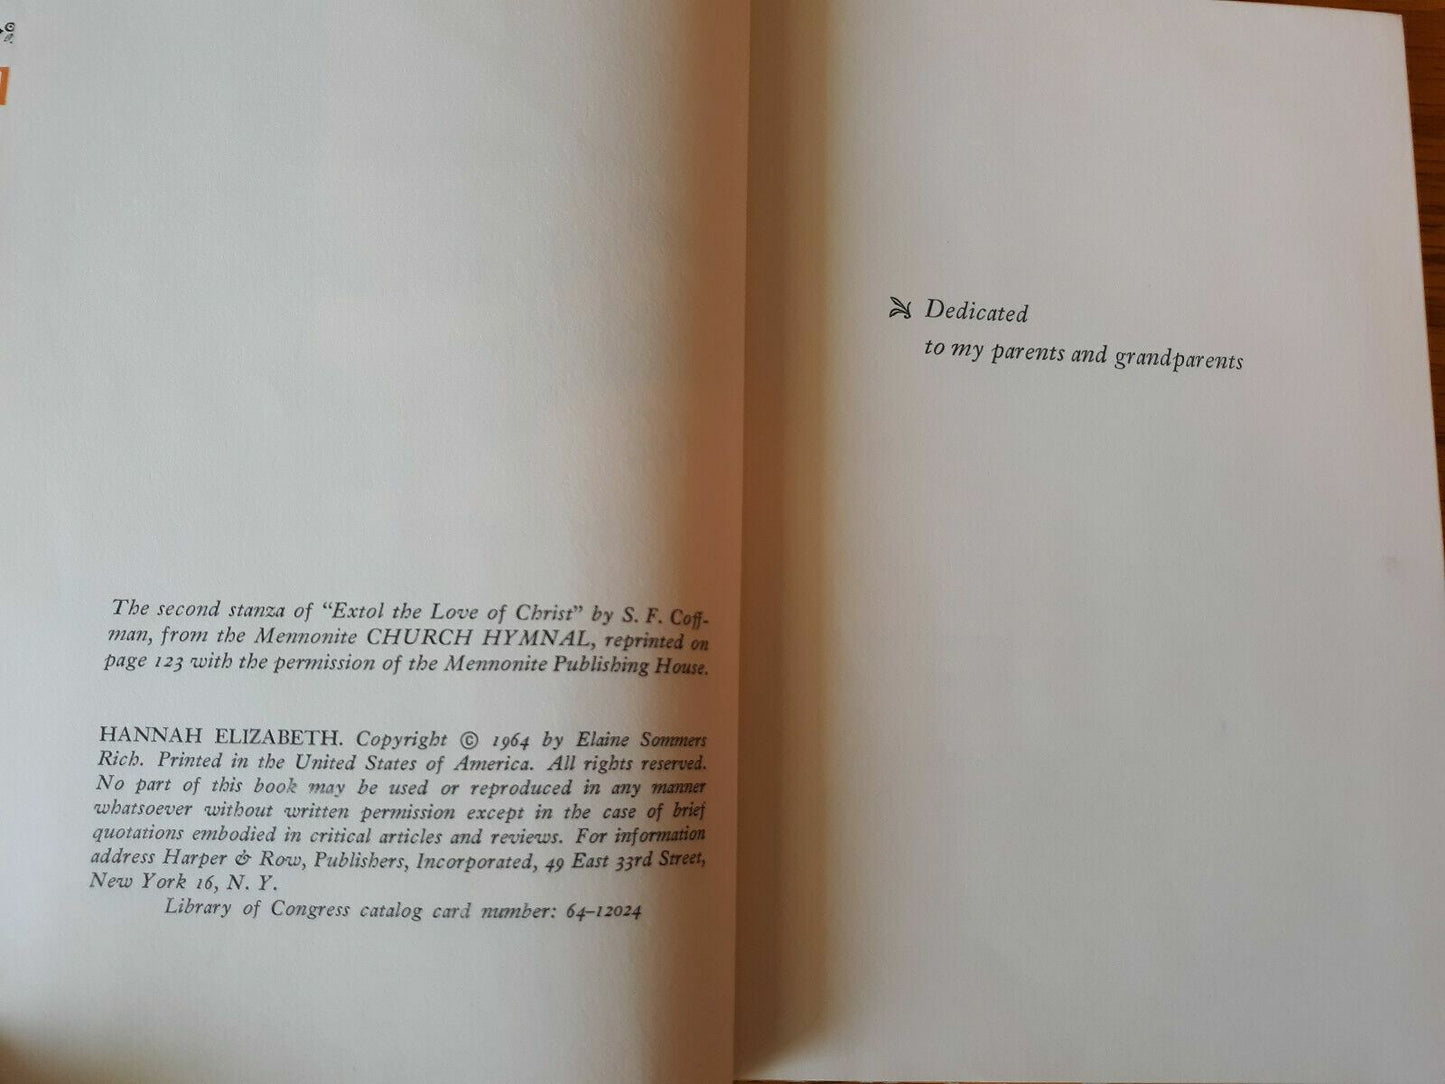 The second stanza of “Extol the Love of Christ” by S. F. Coff-
man, from the Mennonite CHURCH HYMNAL, reprinted on
page 123 with the permission of the Mennonite Publishing House.
HANNAH ELIZABETH. Copyright © 1964 by Elaine Sommers
Rich. Printed in the United States of America. All rights reserved.
No part of this book may be used or reproduced in any manner
whatsoever without written permission except in the case of brief
quotations embodied in critical articles and reviews. For information
address Harper & Row, Publishers, Incorporated, 49 East 33rd Street,
New York 16, N. Y.
Library of Congress catalog card number: 64–12024
Dedicated
to my parents and grandparents